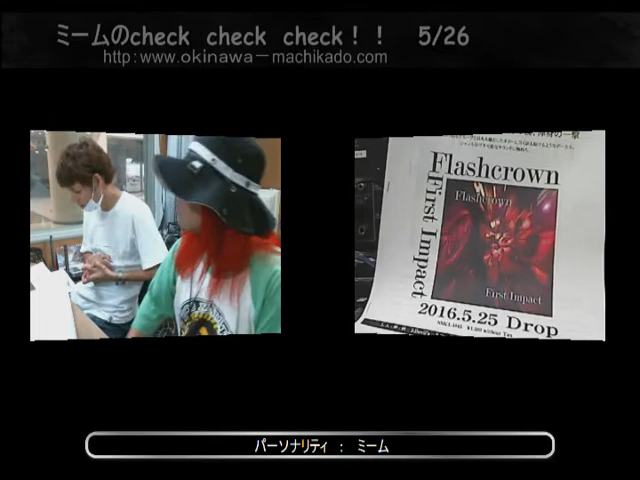 ミームのcheck check check！！ 5/26
http:www.okinawa－machikado.com
Flashcrown
First Impact
Flashcrown
First Impact
2016.5.25 Drop
パーソナリティ ： ミーム